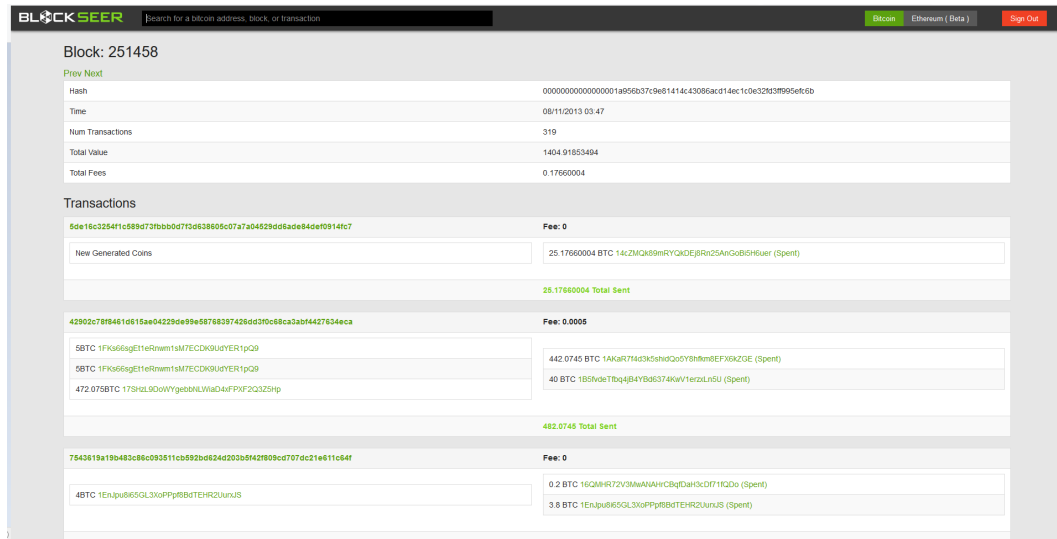 BLOCKSEER
Search for a bitcoin address, block, or transaction
Bitcoin
Ethereum ( Beta )
Sign Out
Block: 251458
Prev Next
Hash 00000000000000001a956b37c9e81414c43086acd14ec1c0e32fd3ff995efc6b
Time 08/11/2013 03:47
Num Transactions 319
Total Value 1404.91853494
Total Fees 0.17660004
Transactions
5de16c3254f1c589d73fbbb0d7f3d638605c07a7a04529dd6ade84def0914fc7 Fee: 0
New Generated Coins 25.17660004 BTC 14cZMQk89mRYQkDEj8Rn25AnGoBi5H6uer (Spent)
25.17660004 Total Sent
42902c78f8461d615ae04229de99e58768397426dd3f0c68ca3abf4427634eca Fee: 0.0005
5BTC 1FKs66sgEt1eRnwm1sM7ECDK9UdYER1pQ9
5BTC 1FKs66sgEt1eRnwm1sM7ECDK9UdYER1pQ9
472.075BTC 17SHzL9DoWYgebbNLWiaD4xFPXF2Q3Z5Hp
442.0745 BTC 1AKaR7f4d3k5shidQo5Y8hfkm8EFX6kZGE (Spent)
40 BTC 1B5fvdeTfbq4jB4YBd6374KwV1erzxLn5U (Spent)
482.0745 Total Sent
7543619a19b483c86c093511cb592bd624d203b5f42f809cd707dc21e611c64f Fee: 0
4BTC 1EnJpu8i65GL3XoPPpf8BdTEHR2UunJS
0.2 BTC 16QMHR72V3MwANAHrCBqfDaH3cDf71fQDo (Spent)
3.8 BTC 1EnJpu8i65GL3XoPPpf8BdTEHR2UunJS (Spent)